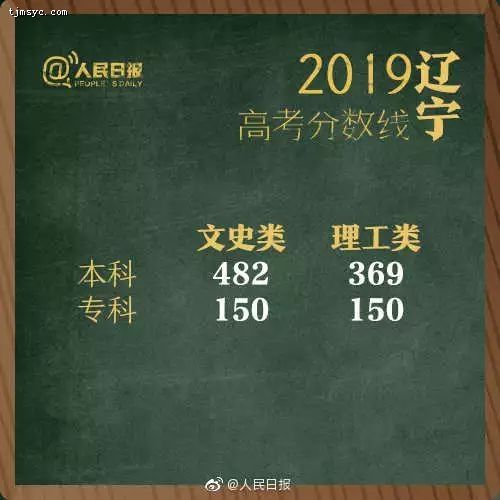 tjmsyc.com
@人民日报
PEOPLE'S DAILY
2019辽宁
高考分数线
文史类 理工类
本科 482 369
专科 150 150
@人民日报